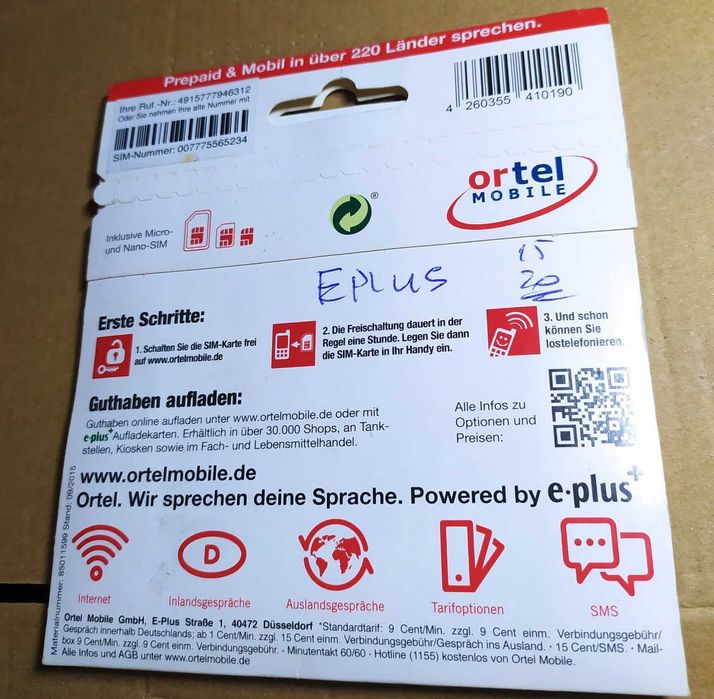 Prepaid & Mobil in über 220 Länder sprechen.
Ihre Ruf.-Nr.: 4915777946312
Oder Sie nehmen Ihre alte Nummer mit
SIM-Nummer: 007775565234
4 260355 410190
ortel
MOBILE
Inklusive Micro-
und Nano-SIM
®
EPLUS
15
20
Erste Schritte:
1. Schalten Sie die SIM-Karte frei
auf www.ortelmobile.de
2. Die Freischaltung dauert in der
Regel eine Stunde. Legen Sie dann
die SIM-Karte in Ihr Handy ein.
3. Und schon
können Sie
lostelefonieren.
Guthaben aufladen:
Guthaben online aufladen unter www.ortelmobile.de oder mit
e·plus+ Aufladekarten. Erhältlich in über 30.000 Shops, an Tank-
stellen, Kiosken sowie im Fach- und Lebensmittelhandel.
Alle Infos zu
Optionen und
Preisen:
www.ortelmobile.de
Ortel. Wir sprechen deine Sprache. Powered by e·plus+
D
Internet
Inlandsgespräche
Auslandsgespräche
Tarifoptionen
SMS
Materialnummer: 85011599 Stand: 09/2015
Ortel Mobile GmbH, E-Plus Straße 1, 40472 Düsseldorf *Standardtarif: 9 Cent/Min. zzgl. 9 Cent einm. Verbindungsgebühr/
Gespräch innerhalb Deutschlands; ab 1 Cent/Min. zzgl. 15 Cent einm. Verbindungsgebühr/Gespräch ins Ausland. · 15 Cent/SMS. · Mail-
box 9 Cent/Min. zzgl. 9 Cent einm. Verbindungsgebühr. · Minutentakt 60/60 · Hotline (1155) kostenlos von Ortel Mobile.
Alle Infos und AGB unter www.ortelmobile.de